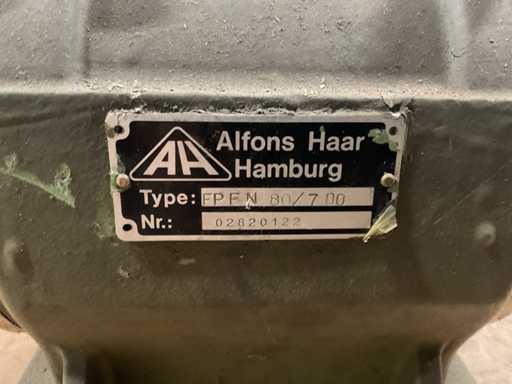 AH Alfons Haar
Hamburg
Type: FPFN 80/700
Nr.: 02820122